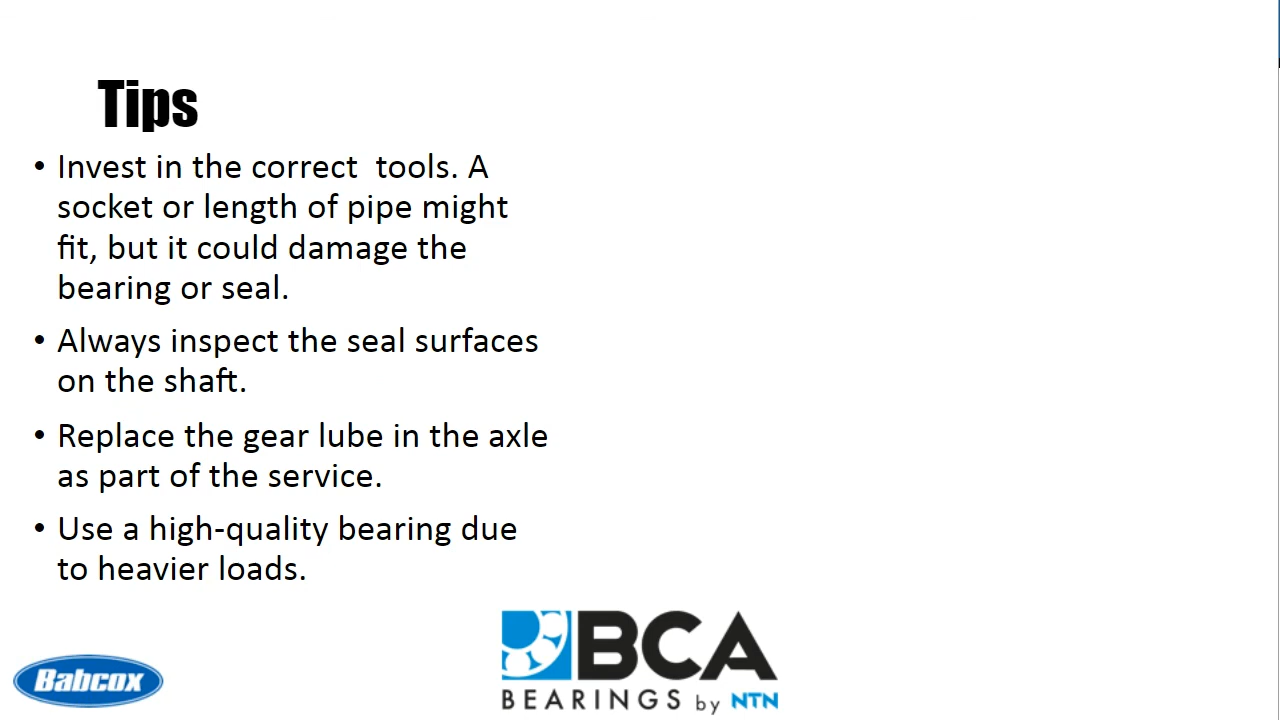 Tips
• Invest in the correct  tools. A
socket or length of pipe might
fit, but it could damage the
bearing or seal.
• Always inspect the seal surfaces
on the shaft.
• Replace the gear lube in the axle
as part of the service.
• Use a high-quality bearing due
to heavier loads.
BCA
BEARINGS by NTN
Babcox